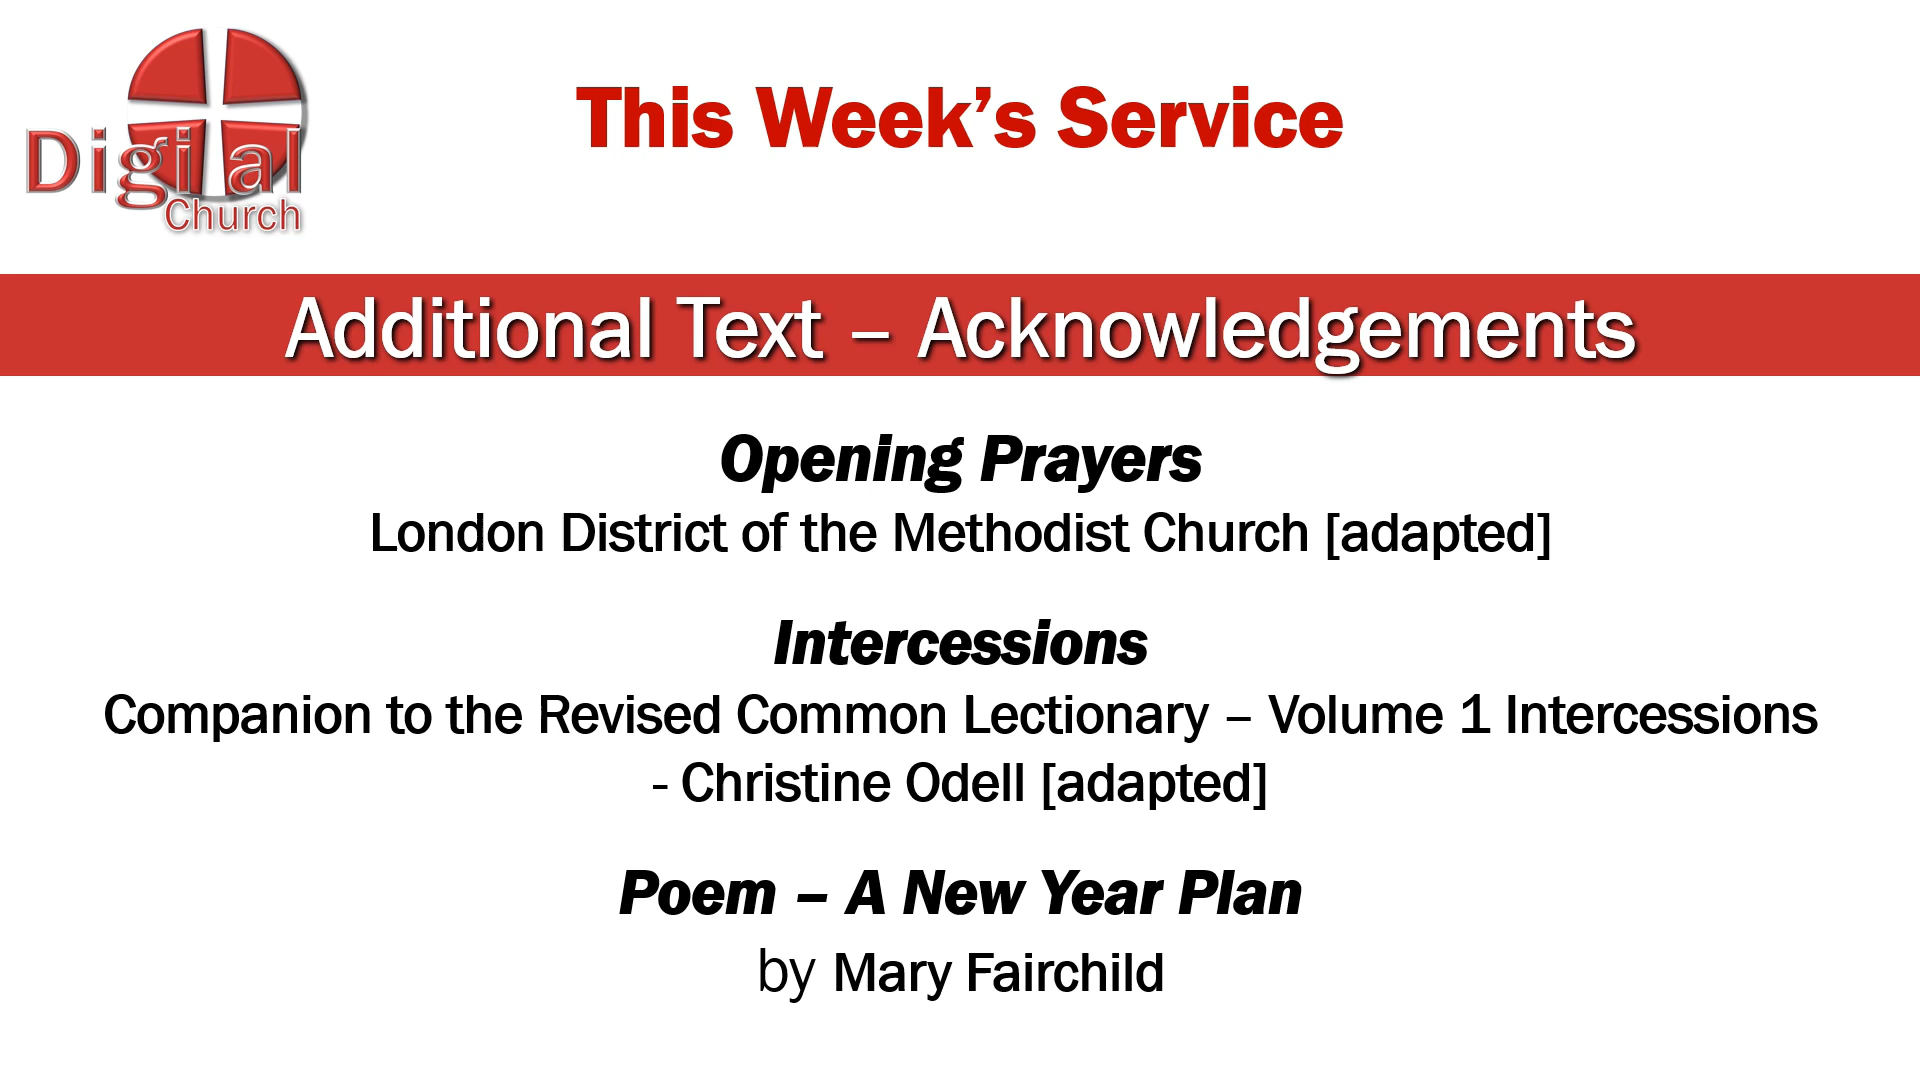 Digital
Church
This Week’s Service
Additional Text – Acknowledgements
Opening Prayers
London District of the Methodist Church [adapted]
Intercessions
Companion to the Revised Common Lectionary – Volume 1 Intercessions
- Christine Odell [adapted]
Poem – A New Year Plan
by Mary Fairchild